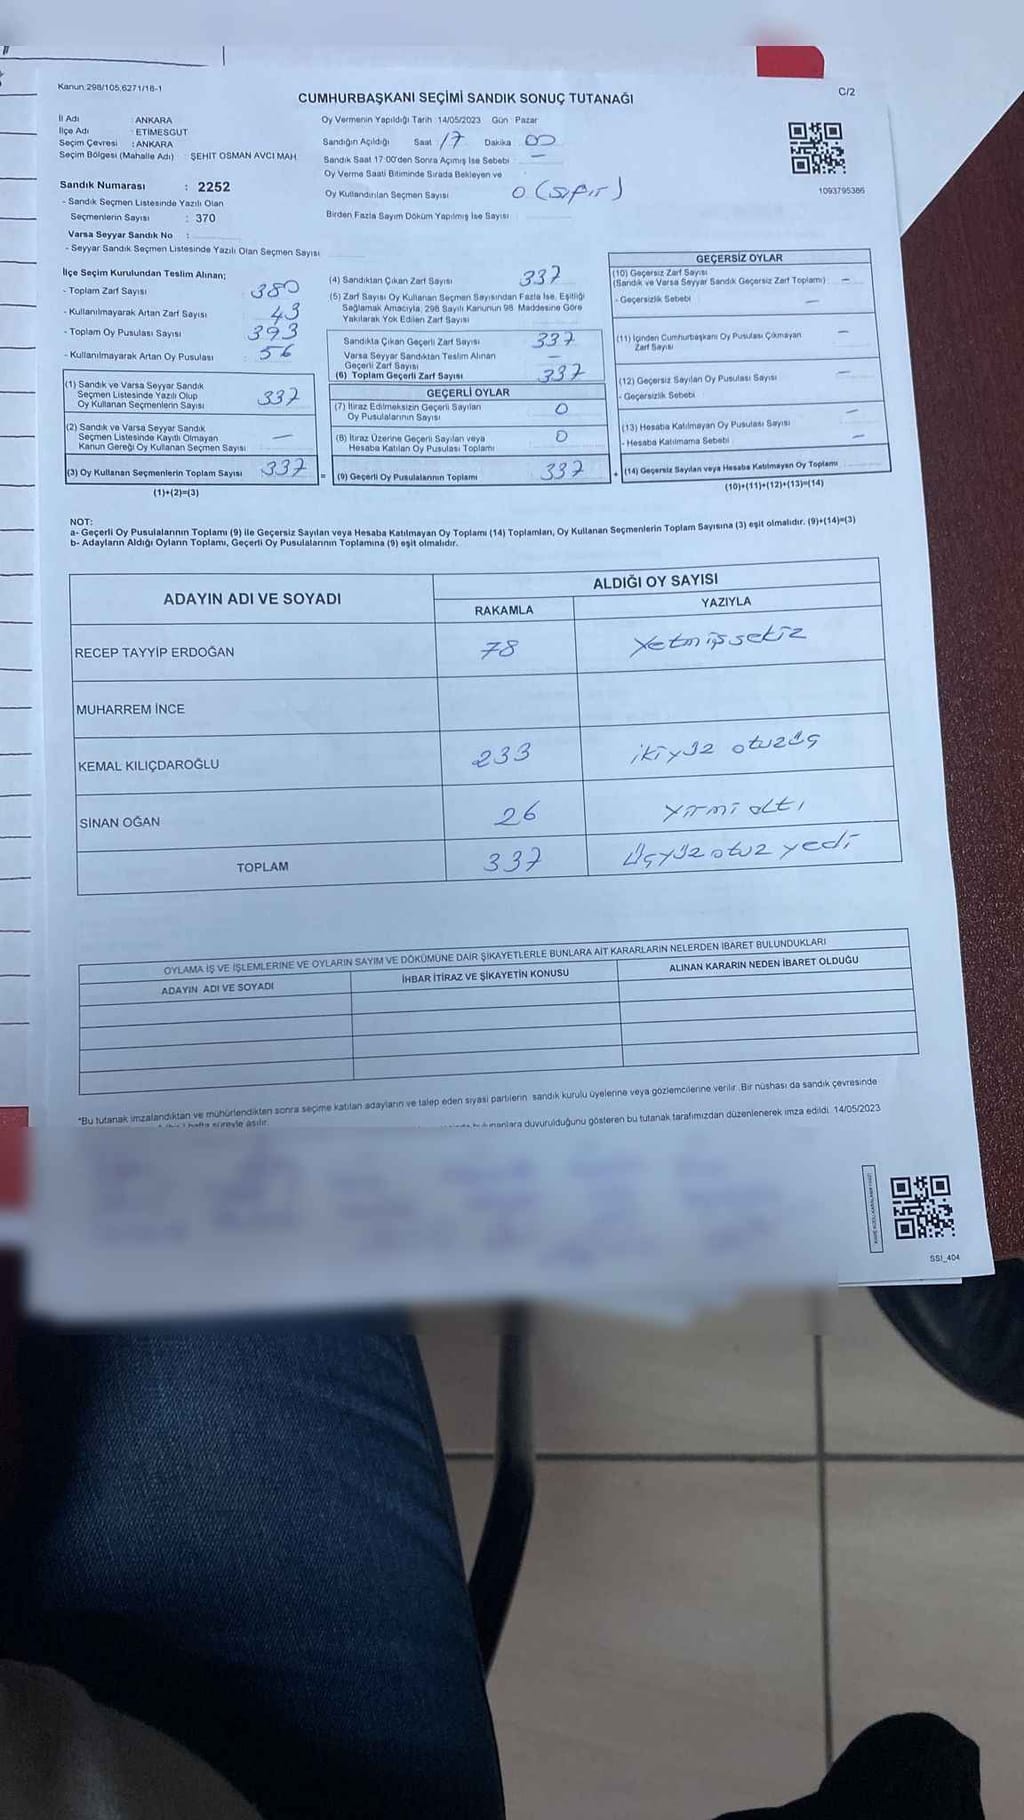 Kanun 298/105,6271/18-1
C/2
CUMHURBAŞKANI SEÇİMİ SANDIK SONUÇ TUTANAĞI
İl Adı : ANKARA
İlçe Adı : ETİMESGUT
Seçim Çevresi : ANKARA
Seçim Bölgesi (Mahalle Adı) ŞEHİT OSMAN AVCI MAH.
Sandık Numarası : 2252
- Sandık Seçmen Listesinde Yazılı Olan
Seçmenlerin Sayısı : 370
Varsa Seyyar Sandık No :
- Seyyar Sandık Seçmen Listesinde Yazılı Olan Seçmen Sayısı
Oy Vermenin Yapıldığı Tarih 14/05/2023 Gün Pazar
Sandığın Açıldığı Saat 17 Dakika 00
Sandık Saat 17:00'den Sonra Açımış İse Sebebi —
Oy Verme Saati Bitiminde Sırada Bekleyen ve
Oy Kullandırılan Seçmen Sayısı 0 (sıfır)
Birden Fazla Sayım Döküm Yapılmış İse Sayısı
1093795386
İlçe Seçim Kurulundan Teslim Alınan;
- Toplam Zarf Sayısı : 380
- Kullanılmayarak Artan Zarf Sayısı : 43
- Toplam Oy Pusulası Sayısı : 393
- Kullanılmayarak Artan Oy Pusulası : 56
(1) Sandık ve Varsa Seyyar Sandık
Seçmen Listesinde Yazılı Olup
Oy Kullanan Seçmenlerin Sayısı 337
(2) Sandık ve Varsa Seyyar Sandık
Seçmen Listesinde Kayıtlı Olmayan
Kanun Gereği Oy Kullanan Seçmen Sayısı —
(3) Oy Kullanan Seçmenlerin Toplam Sayısı 337 =
(1)+(2)=(3)
(4) Sandıktan Çıkan Zarf Sayısı 337
(5) Zarf Sayısı Oy Kullanan Seçmen Sayısından Fazla İse, Eşitliği
Sağlamak Amacıyla, 298 Sayılı Kanunun 98. Maddesine Göre
Yakılarak Yok Edilen Zarf Sayısı
Sandıkta Çıkan Geçerli Zarf Sayısı 337
Varsa Seyyar Sandıktan Teslim Alınan
Geçerli Zarf Sayısı —
(6) Toplam Geçerli Zarf Sayısı 337
GEÇERLİ OYLAR
(7) İtiraz Edilmeksizin Geçerli Sayılan
Oy Pusulalarının Sayısı 0
(8) İtiraz Üzerine Geçerli Sayılan veya
Hesaba Katılan Oy Pusulası Toplamı 0
(9) Geçerli Oy Pusulalarının Toplamı 337 +
GEÇERSİZ OYLAR
(10) Geçersiz Zarf Sayısı
(Sandık ve Varsa Seyyar Sandık Geçersiz Zarf Toplamı) —
- Geçersizlik Sebebi —
(11) İçinden Cumhurbaşkanı Oy Pusulası Çıkmayan
Zarf Sayısı —
(12) Geçersiz Sayılan Oy Pusulası Sayısı —
- Geçersizlik Sebebi
(13) Hesaba Katılmayan Oy Pusulası Sayısı —
- Hesaba Katılmama Sebebi —
(14) Geçersiz Sayılan veya Hesaba Katılmayan Oy Toplamı
(10)+(11)+(12)+(13)=(14)
NOT:
a- Geçerli Oy Pusulalarının Toplamı (9) ile Geçersiz Sayılan veya Hesaba Katılmayan Oy Toplamı (14) Toplamları, Oy Kullanan Seçmenlerin Toplam Sayısına (3) eşit olmalıdır. (9)+(14)=(3)
b- Adayların Aldığı Oyların Toplamı, Geçerli Oy Pusulalarının Toplamına (9) eşit olmalıdır.
ADAYIN ADI VE SOYADI ALDIĞI OY SAYISI
RAKAMLA YAZIYLA
RECEP TAYYİP ERDOĞAN 78 Yetmişsekiz
MUHARREM İNCE
KEMAL KILIÇDAROĞLU 233 ikiyüz otuzüç
SİNAN OĞAN 26 Yirmi altı
TOPLAM 337 Üçyüz otuz yedi
OYLAMA İŞ VE İŞLEMLERİNE VE OYLARIN SAYIM VE DÖKÜMÜNE DAİR ŞİKAYETLERLE BUNLARA AİT KARARLARIN NELERDEN İBARET BULUNDUKLARI
ADAYIN ADI VE SOYADI İHBAR İTİRAZ VE ŞİKAYETİN KONUSU ALINAN KARARIN NEDEN İBARET OLDUĞU
*Bu tutanak imzalandıktan ve mühürlendikten sonra seçime katılan adayların ve talep eden siyasi partilerin sandık kurulu üyelerine veya gözlemcilerine verilir. Bir nüshası da sandık çevresinde
hafta süreyle asılır.
duyurulduğunu gösteren bu tutanak tarafımızdan düzenlenerek imza edildi. 14/05/2023
SSI_404